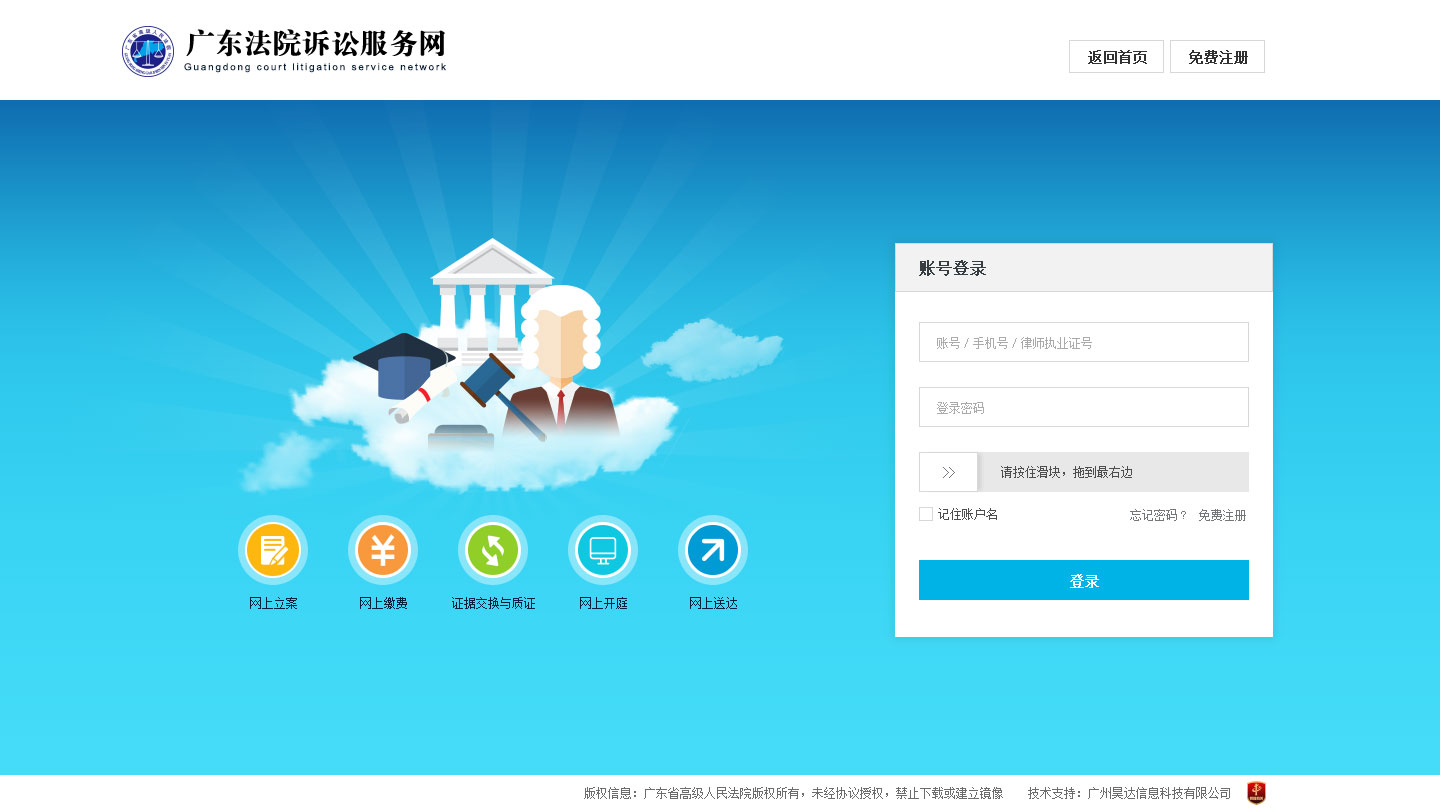 广东法院诉讼服务网
Guangdong court litigation service network
返回首页 免费注册
账号登录
账号 / 手机号 / 律师执业证号
登录密码
请按住滑块，拖到最右边
记住账户名 忘记密码？ 免费注册
登录
网上立案 网上缴费 证据交换与质证 网上开庭 网上送达
版权信息：广东省高级人民法院版权所有，未经协议授权，禁止下载或建立镜像 技术支持：广州昊达信息科技有限公司